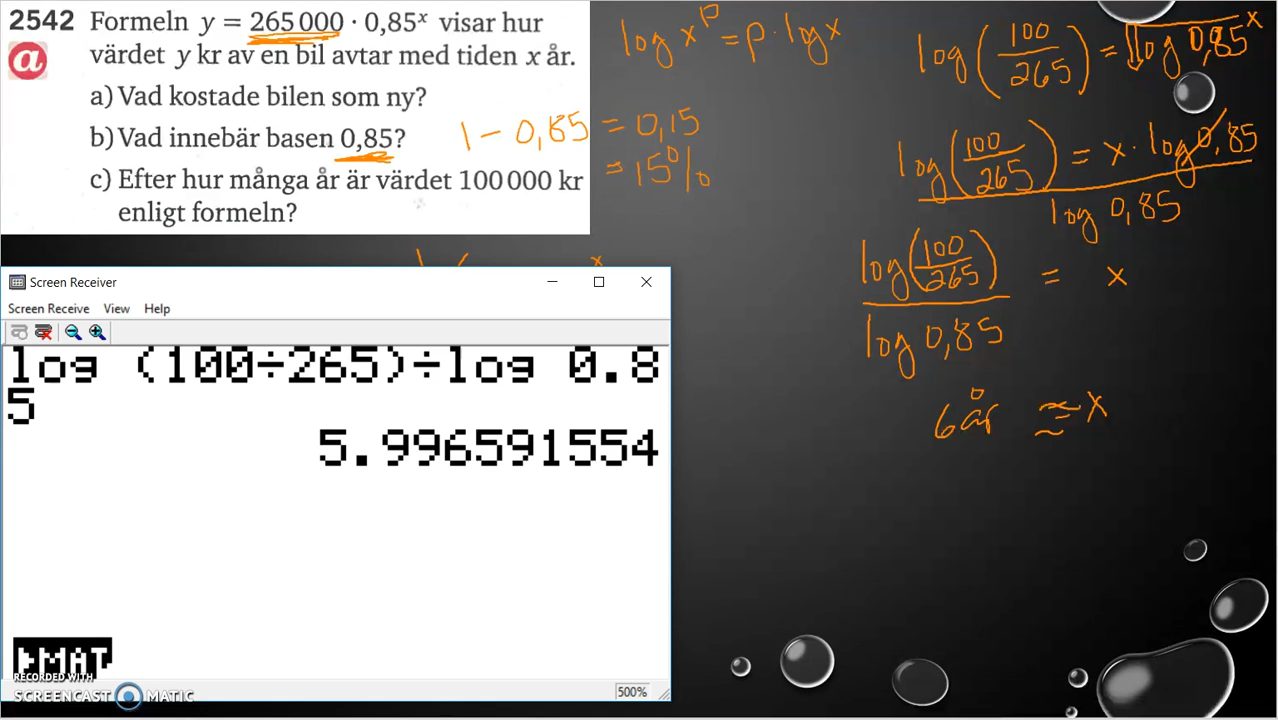 2542 Formeln y = 265 000 · 0,85ˣ visar hur
a värdet y kr av en bil avtar med tiden x år.
a) Vad kostade bilen som ny?
b) Vad innebär basen 0,85?
c) Efter hur många år är värdet 100 000 kr
enligt formeln?
1 - 0,85 = 0,15
= 15%
log xᵖ = p · log x
log(100/265) = log 0,85ˣ
log(100/265) = x · log 0,85
log 0,85
log(100/265) = x
log 0,85
6 år ≈ x
Screen Receiver
Screen Receive View Help
log (100÷265)÷log 0.8
5
5.996591554
▷MAT
RECORDED WITH
SCREENCAST MATIC
500%